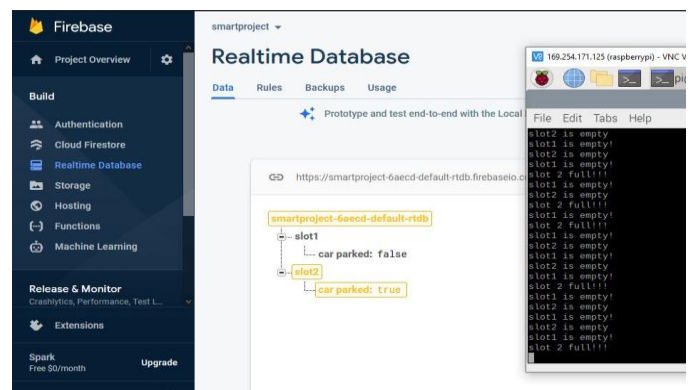 Firebase
Project Overview
Build
Authentication
Cloud Firestore
Realtime Database
Storage
Hosting
Functions
Machine Learning
Release & Monitor
Crashlytics, Performance, Test L...
Extensions
Spark
Free $0/month
Upgrade
smartproject
Realtime Database
Data Rules Backups Usage
Prototype and test end-to-end with the Local
https://smartproject-6aecd-default-rtdb.firebaseio.c
smartproject-6aecd-default-rtdb
slot1
car parked: false
slot2
car parked: true
169.254.171.125 (raspberrypi) - VNC V
File Edit Tabs Help
slot2 is empty
slot1 is empty!
slot2 is empty
slot1 is empty!
slot 2 full!!!
slot1 is empty!
slot2 is empty
slot 2 full!!!
slot1 is empty!
slot 2 full!!!
slot1 is empty!
slot2 is empty
slot1 is empty!
slot2 is empty
slot1 is empty!
slot 2 full!!!
slot1 is empty!
slot2 is empty
slot1 is empty!
slot2 is empty
slot1 is empty!
slot 2 full!!!